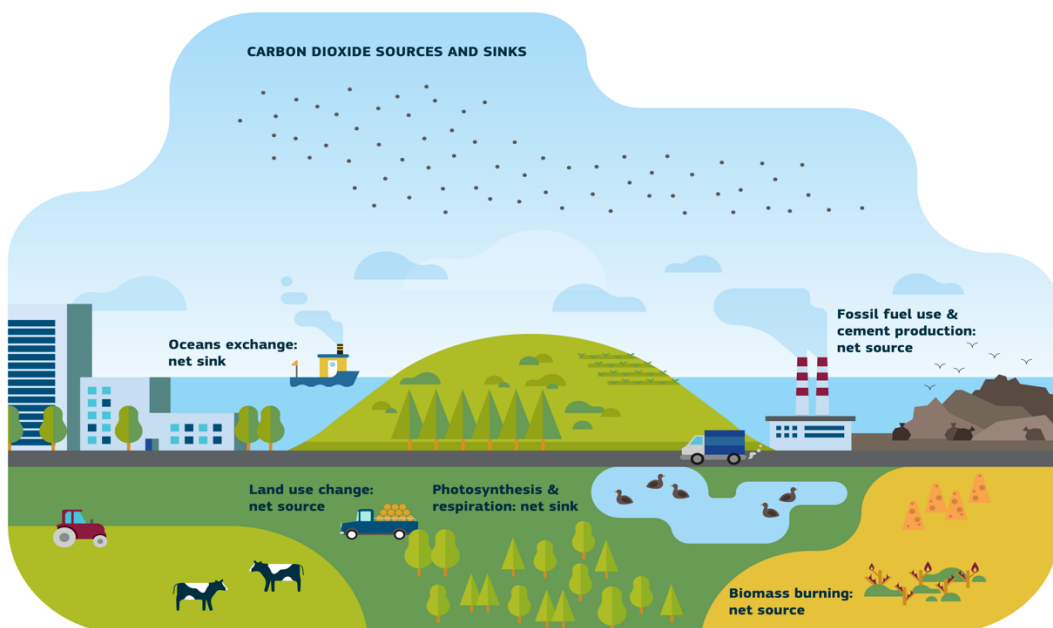 CARBON DIOXIDE SOURCES AND SINKS
Oceans exchange:
net sink
Fossil fuel use &
cement production:
net source
Land use change:
net source
Photosynthesis &
respiration: net sink
Biomass burning:
net source